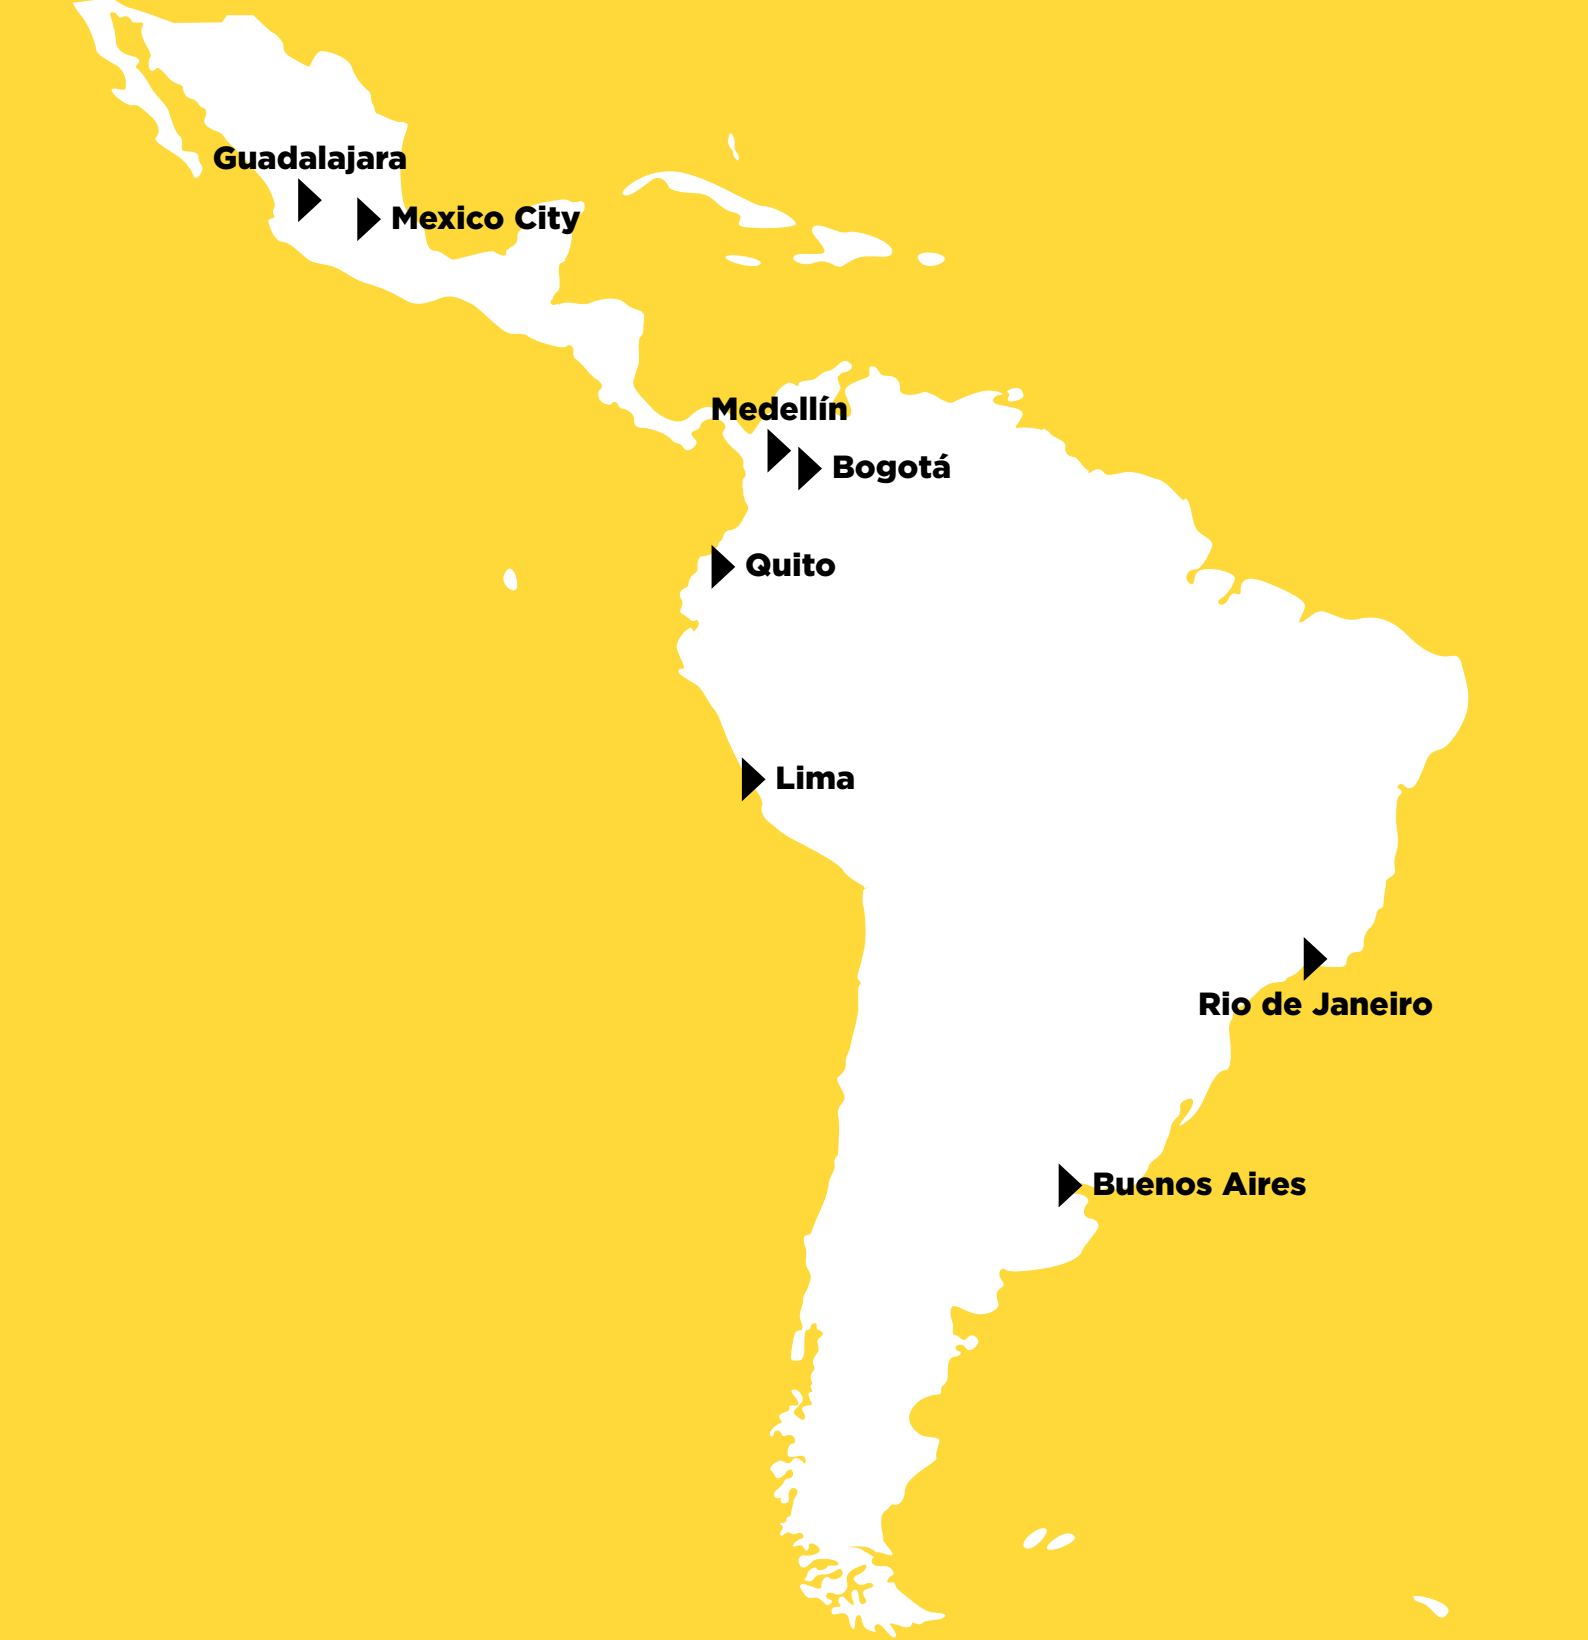 Guadalajara
Mexico City
Medellín
Bogotá
Quito
Lima
Rio de Janeiro
Buenos Aires